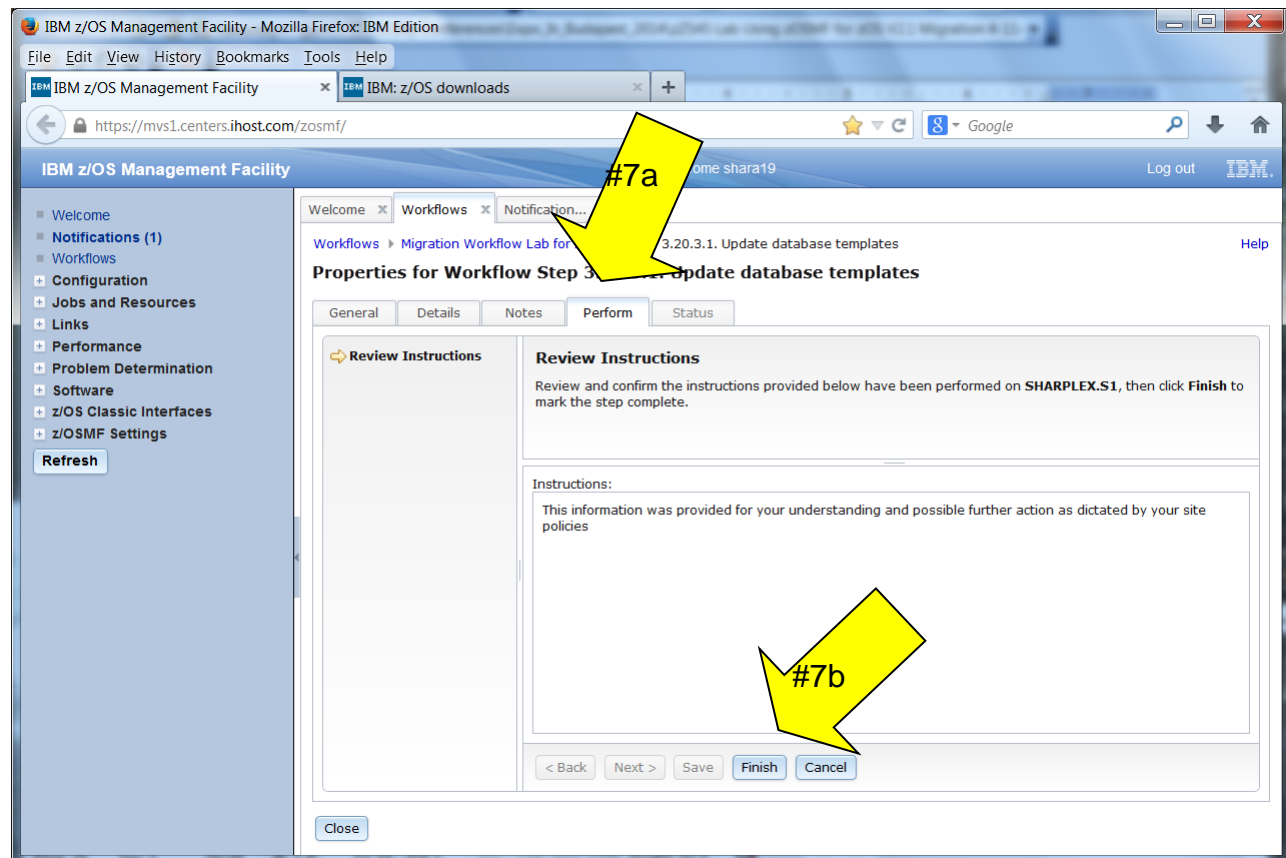 IBM z/OS Management Facility - Mozilla Firefox: IBM Edition
File Edit View History Bookmarks Tools Help
IBM IBM z/OS Management Facility × IBM IBM: z/OS downloads × +
https://mvs1.centers.ihost.com/zosmf/ 8 Google
IBM z/OS Management Facility ome shara19 Log out IBM.
#7a
Welcome
Notifications (1)
Workflows
Configuration
Jobs and Resources
Links
Performance
Problem Determination
Software
z/OS Classic Interfaces
z/OSMF Settings
Refresh
Welcome Workflows Notification...
Workflows Migration Workflow Lab for 3.20.3.1. Update database templates Help
Properties for Workflow Step 3 Update database templates
General Details Notes Perform Status
Review Instructions
Review Instructions
Review and confirm the instructions provided below have been performed on SHARPLEX.S1, then click Finish to
mark the step complete.
Instructions:
This information was provided for your understanding and possible further action as dictated by your site
policies
#7b
< Back Next > Save Finish Cancel
Close